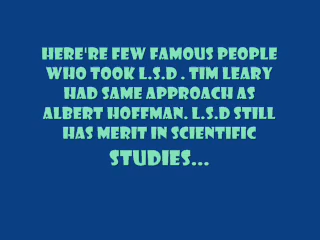 HERE'RE FEW FAMOUS PEOPLE
WHO TOOK L.S.D . TIM LEARY
HAD SAME APPROACH AS
ALBERT HOFFMAN. L.S.D STILL
HAS MERIT IN SCIENTIFIC
STUDIES...